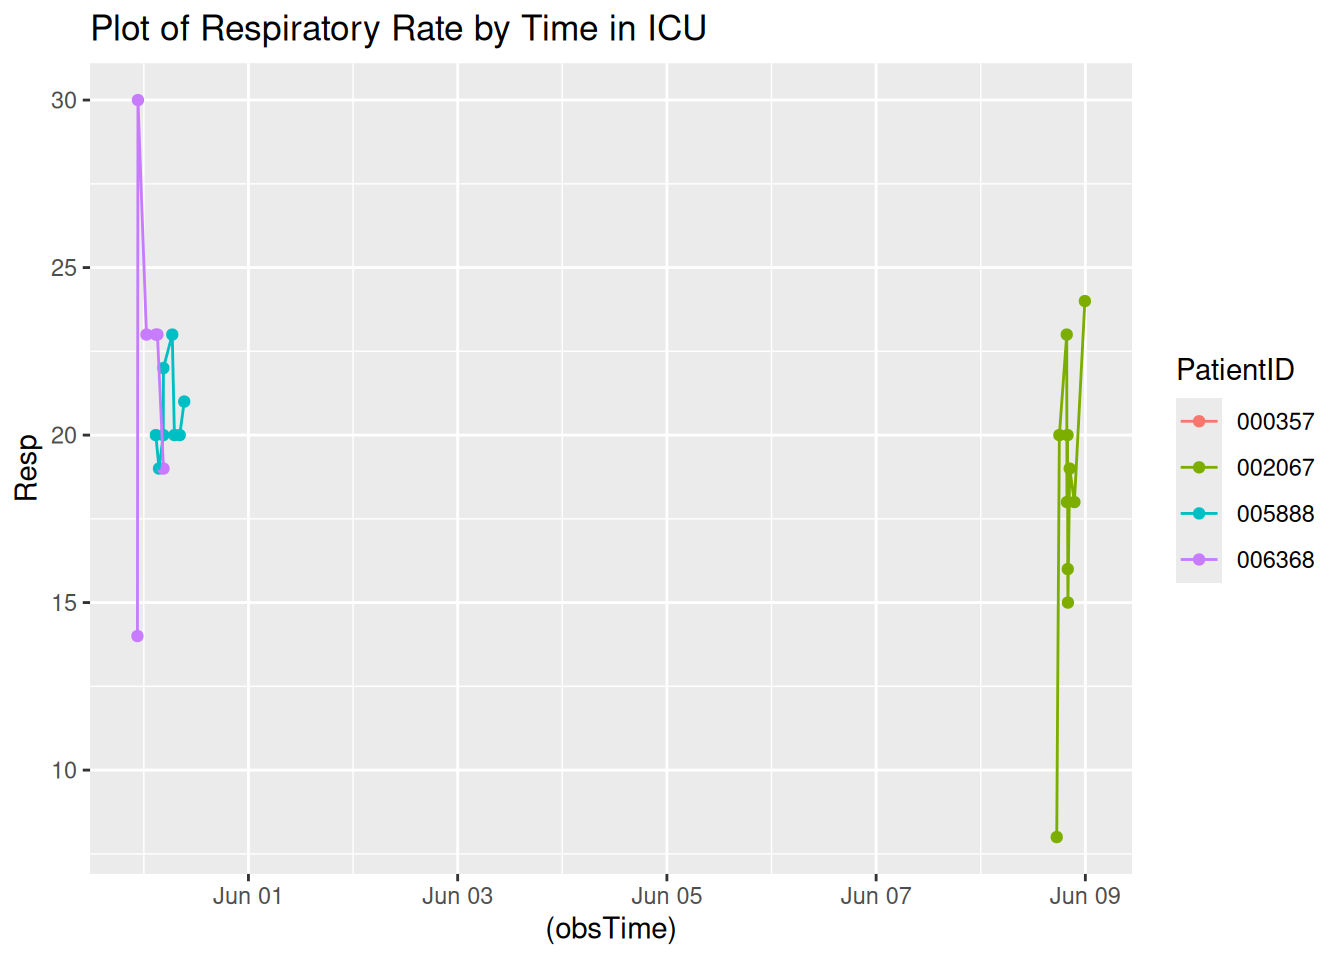 Plot of Respiratory Rate by Time in ICU
30
25
20
15
10
Resp
Jun 01 Jun 03 Jun 05 Jun 07 Jun 09
(obsTime)
PatientID
000357
002067
005888
006368